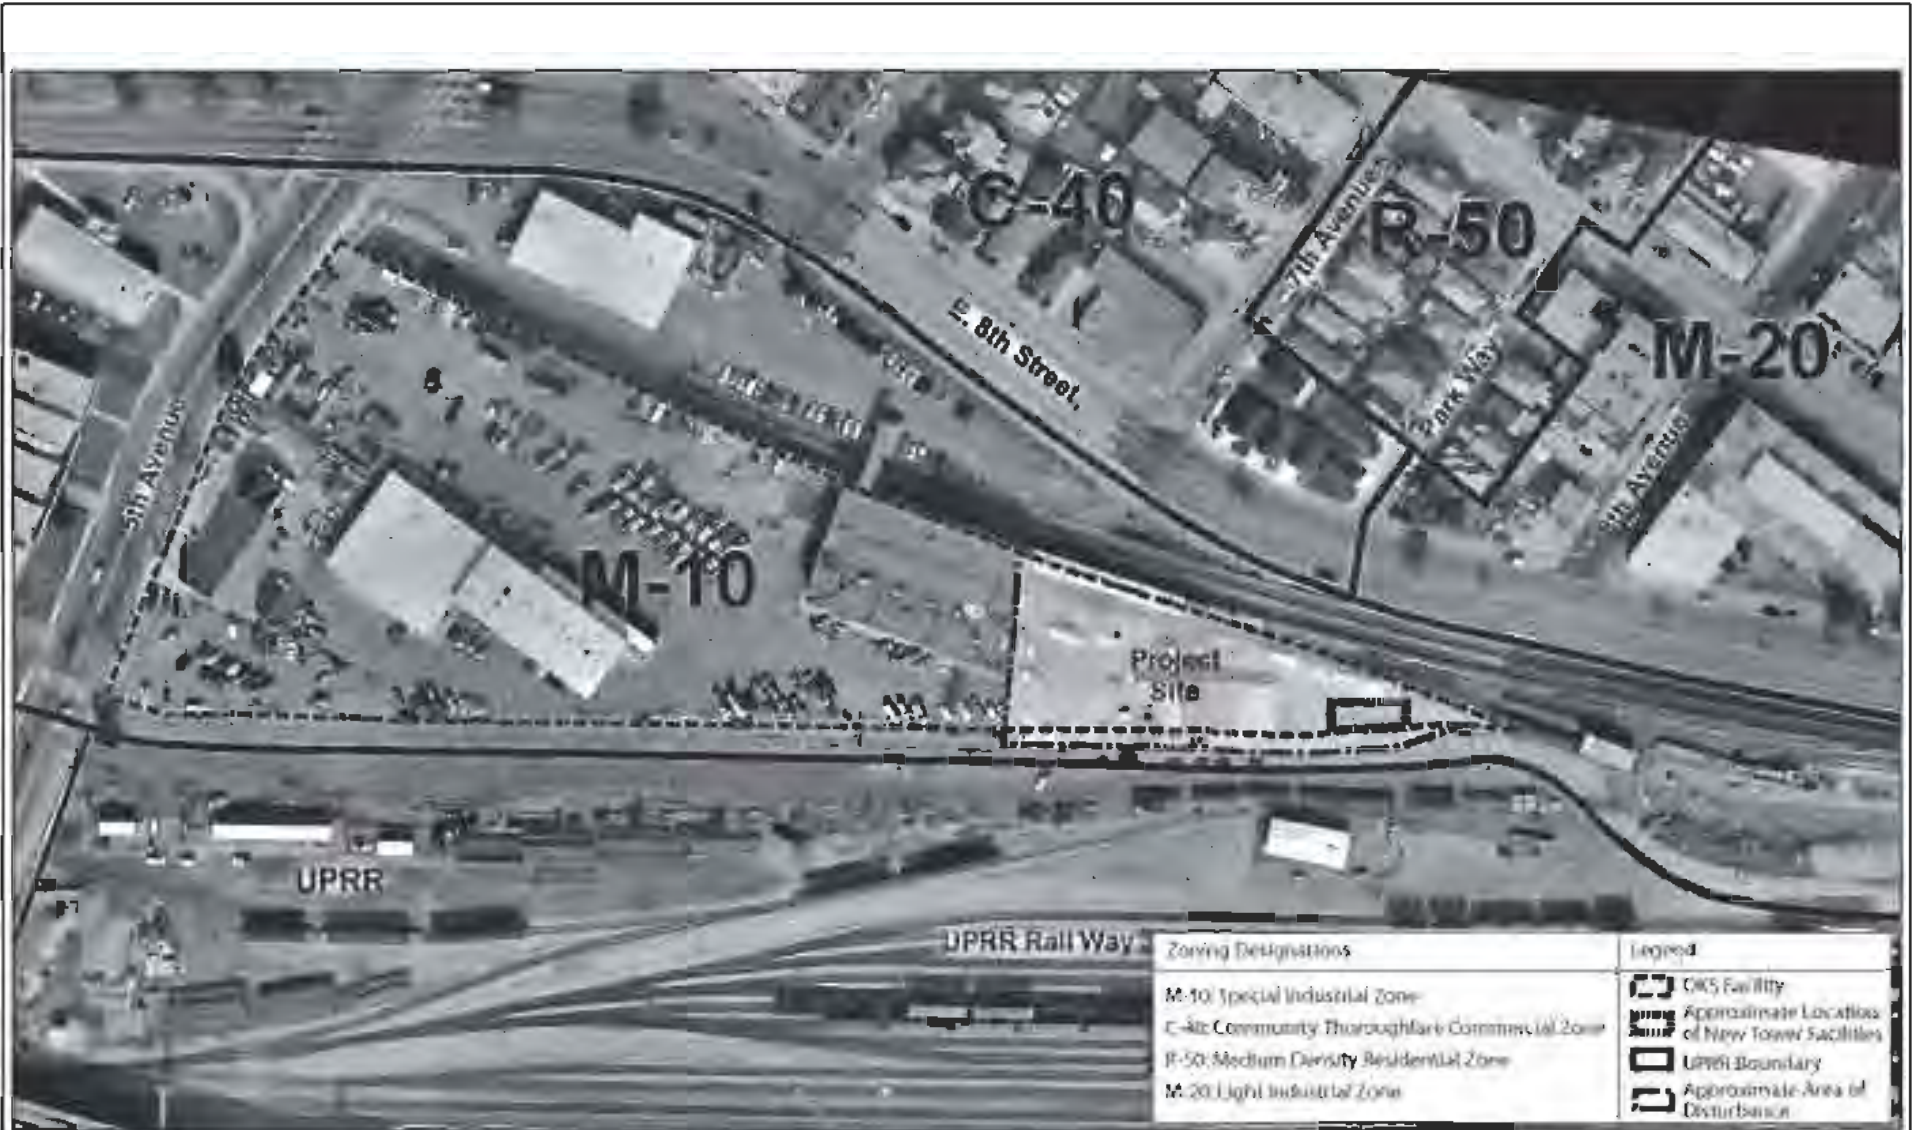 C-40
R-50
7th Avenue
E. 8th Street.
M-20
Park Way
5th Avenue
9th Avenue
M-10
Project
Site
UPRR
UPRR Rail Way
Zoning Designations
M-10: Special Industrial Zone
C-40: Community Thoroughfare Commercial Zone
R-50: Medium Density Residential Zone
M-20: Light Industrial Zone
Legend
OKS Facility
Approximate Location
of New Tower Facilities
UPRR Boundary
Approximate Area of
Disturbance